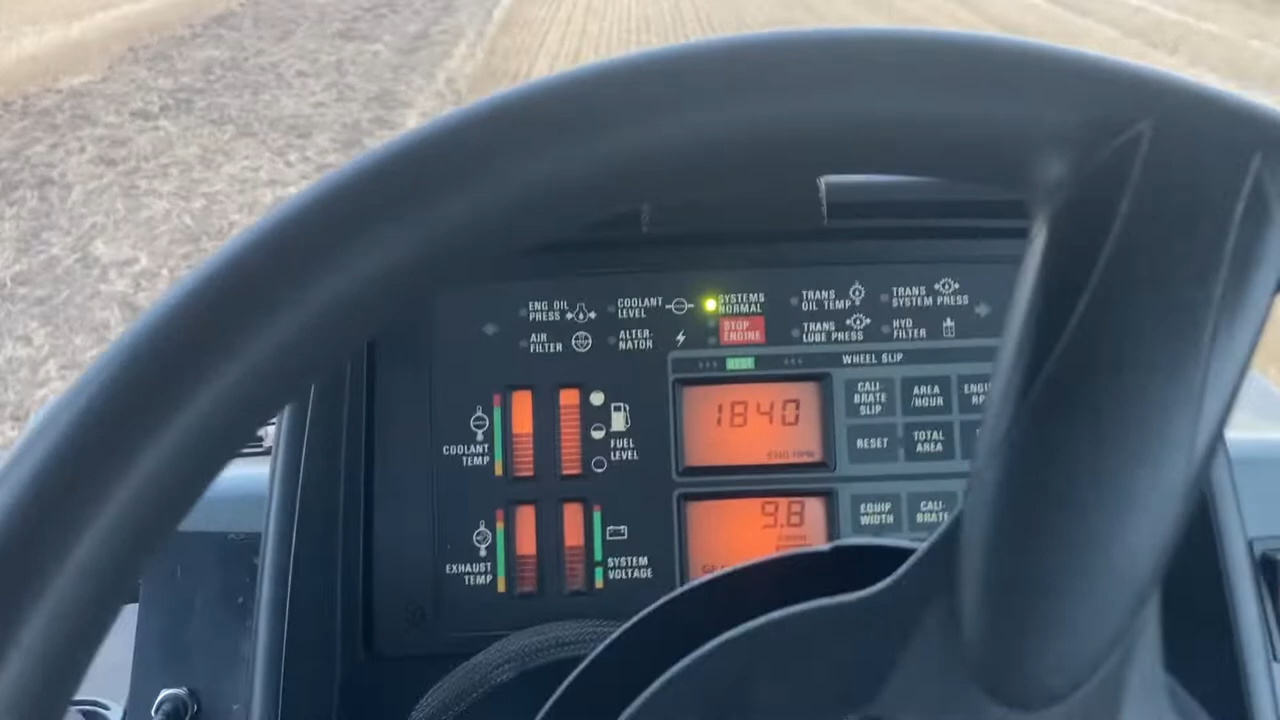 ENG OIL
PRESS
COOLANT
LEVEL
SYSTEMS
NORMAL
TRANS
OIL TEMP
TRANS
SYSTEM PRESS
AIR
FILTER
ALTER-
NATOR
STOP
ENGINE
TRANS
LUBE PRESS
HYD
FILTER
WHEEL SLIP
COOLANT
TEMP
FUEL
LEVEL
1840
CALI-
BRATE
SLIP
AREA
/HOUR
RESET
TOTAL
AREA
EXHAUST
TEMP
SYSTEM
VOLTAGE
9.8
EQUIP
WIDTH
CALI-
BRATE